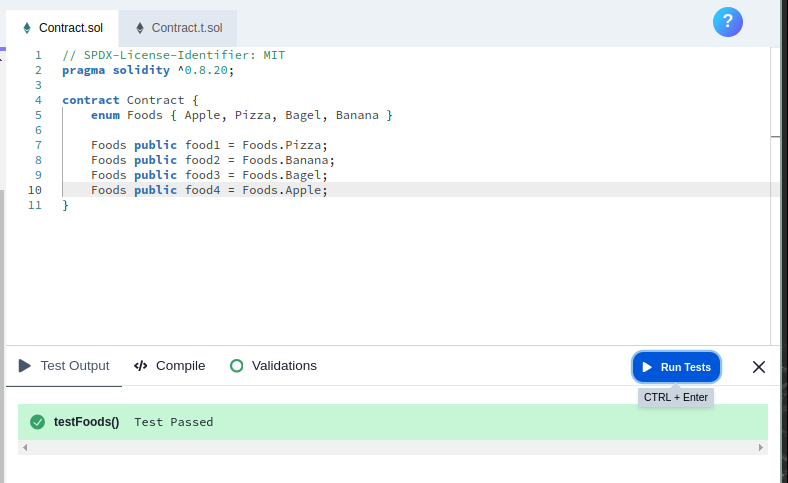 Contract.sol
Contract.t.sol
?
1 // SPDX-License-Identifier: MIT
2 pragma solidity ^0.8.20;
3
4 contract Contract {
5 enum Foods { Apple, Pizza, Bagel, Banana }
6
7 Foods public food1 = Foods.Pizza;
8 Foods public food2 = Foods.Banana;
9 Foods public food3 = Foods.Bagel;
10 Foods public food4 = Foods.Apple;
11 }
Test Output
</> Compile
Validations
Run Tests
CTRL + Enter
testFoods() Test Passed